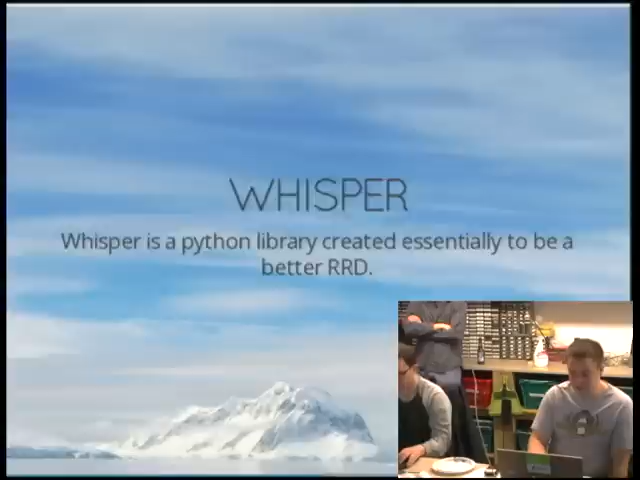 WHISPER
Whisper is a python library created essentially to be a
better RRD.